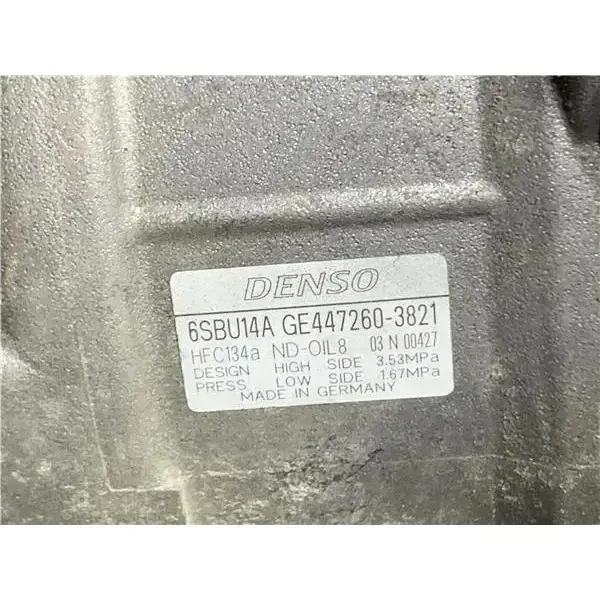 DENSO
6SBU14A GE447260-3821
HFC134a ND-OIL8 03 N 00427
DESIGN HIGH SIDE 3.53MPa
PRESS LOW SIDE 1.67MPa
MADE IN GERMANY